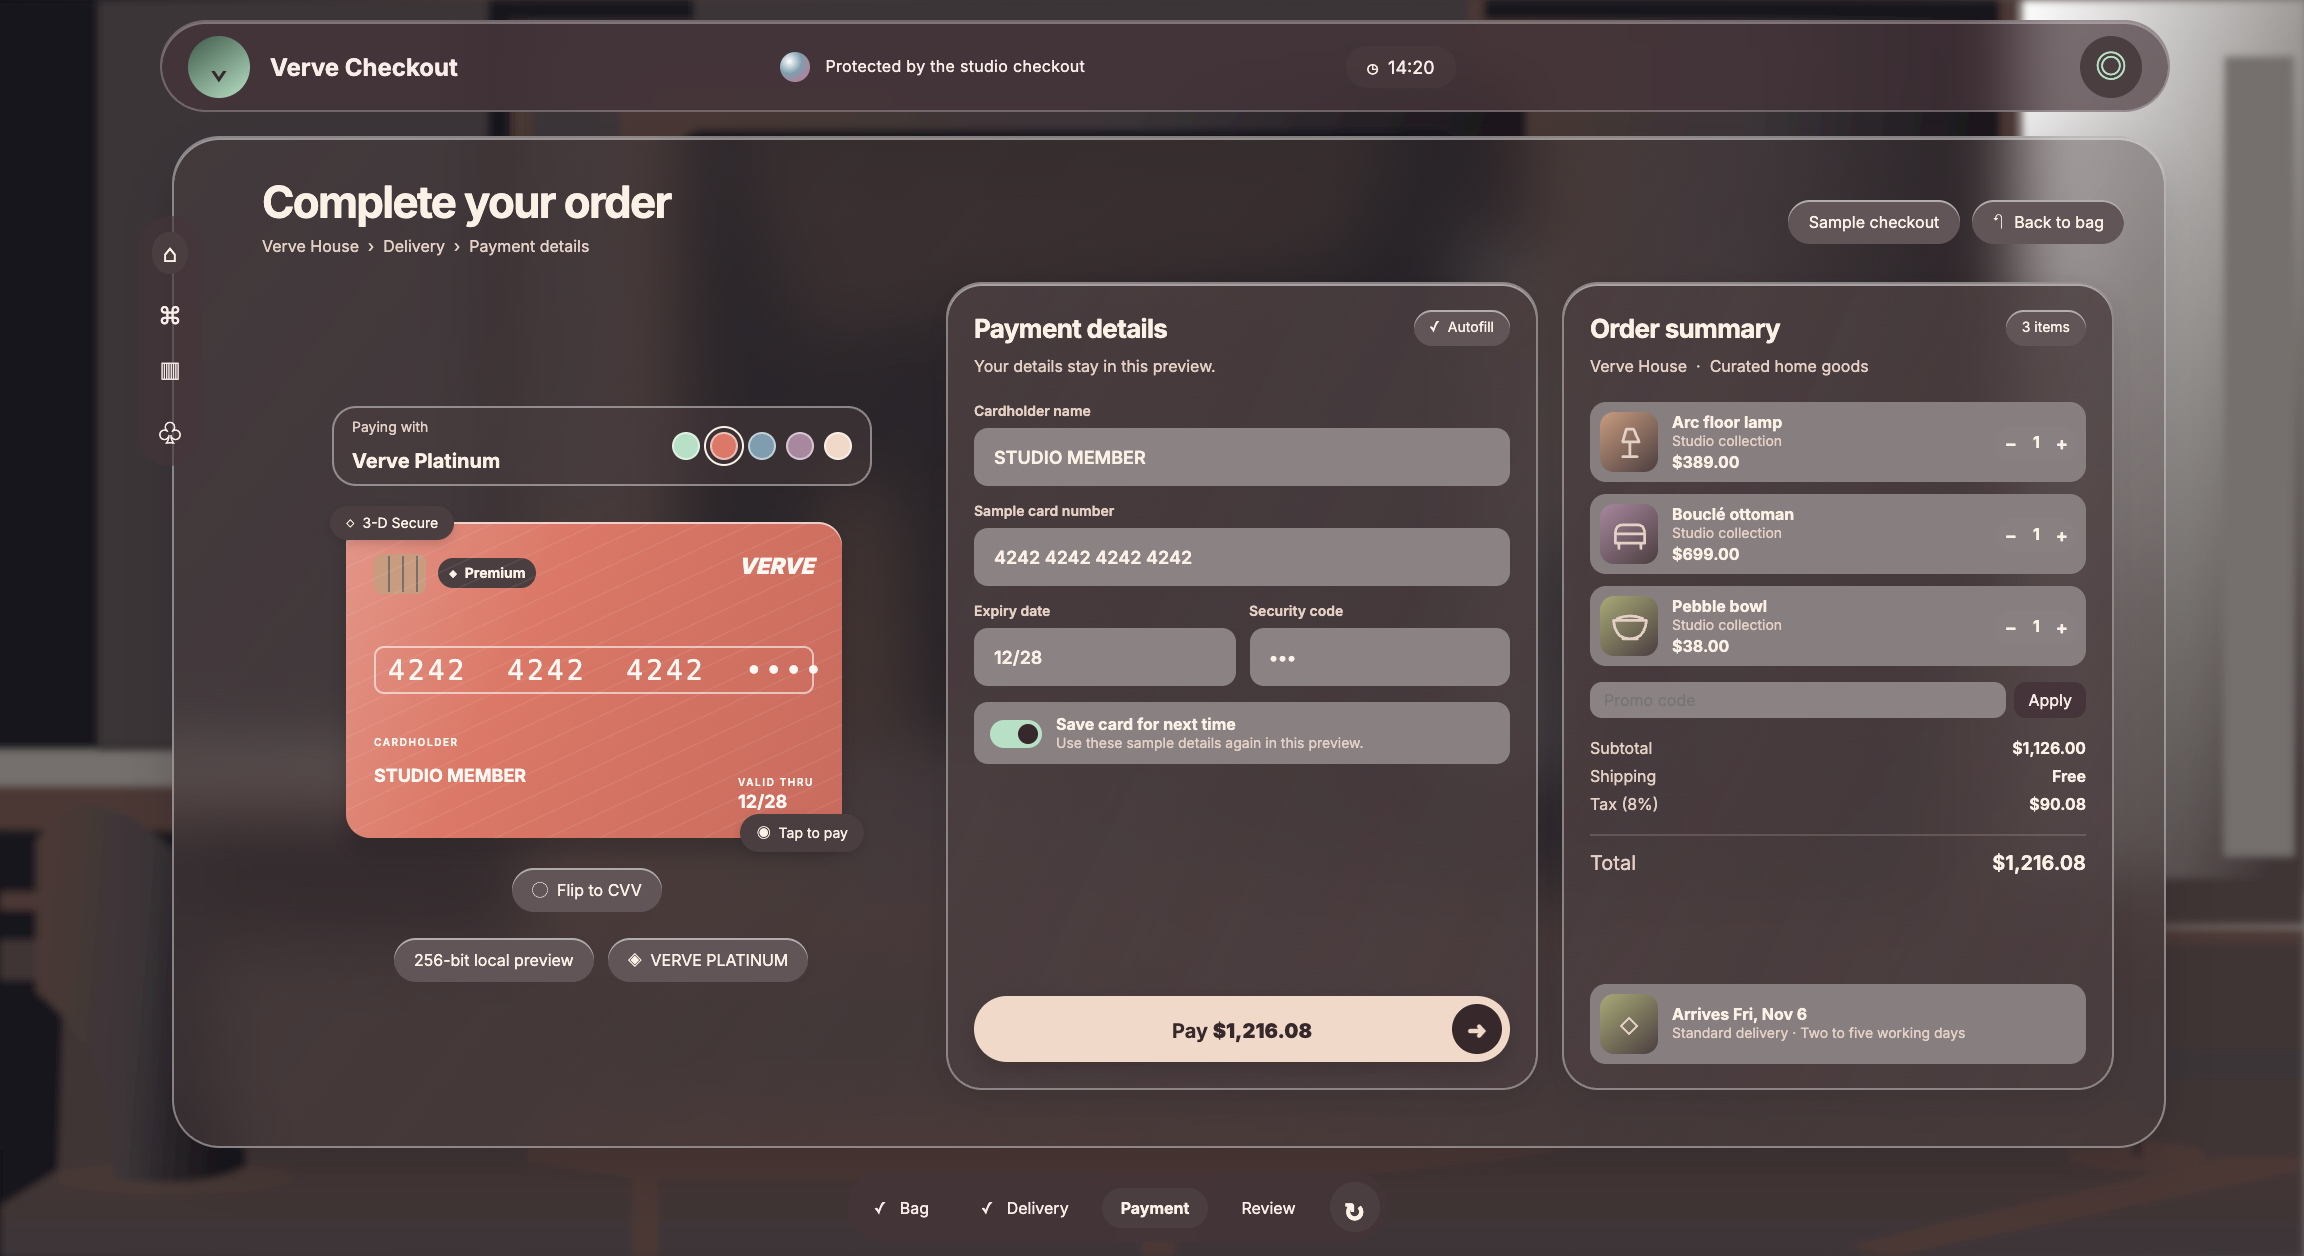 Verve Checkout
Protected by the studio checkout
14:20
Complete your order
Verve House › Delivery › Payment details
Sample checkout
Back to bag
Paying with
Verve Platinum
3-D Secure
Premium
VERVE
4242 4242 4242 ••••
CARDHOLDER
STUDIO MEMBER
VALID THRU
12/28
Tap to pay
Flip to CVV
256-bit local preview
VERVE PLATINUM
Payment details
✓ Autofill
Your details stay in this preview.
Cardholder name
STUDIO MEMBER
Sample card number
4242 4242 4242 4242
Expiry date
Security code
12/28
•••
Save card for next time
Use these sample details again in this preview.
Pay $1,216.08
Order summary
3 items
Verve House · Curated home goods
Arc floor lamp
Studio collection
$389.00
− 1 +
Bouclé ottoman
Studio collection
$699.00
− 1 +
Pebble bowl
Studio collection
$38.00
− 1 +
Promo code
Apply
Subtotal $1,126.00
Shipping Free
Tax (8%) $90.08
Total $1,216.08
Arrives Fri, Nov 6
Standard delivery · Two to five working days
✓ Bag
✓ Delivery
Payment
Review